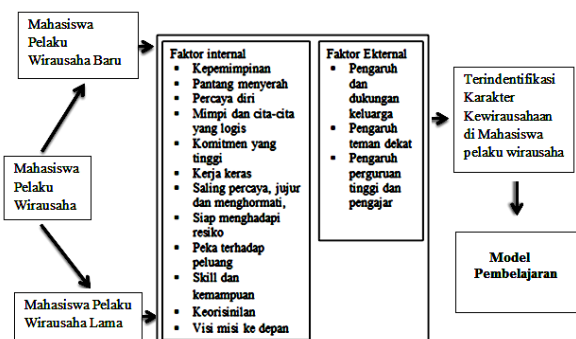 Mahasiswa
Pelaku
Wirausaha Baru
Mahasiswa
Pelaku
Wirausaha
Mahasiswa Pelaku
Wirausaha Lama
Faktor internal
▪ Kepemimpinan
▪ Pantang menyerah
▪ Percaya diri
▪ Mimpi dan cita-cita
yang logis
▪ Komitmen yang
tinggi
▪ Kerja keras
▪ Saling percaya, jujur
dan menghormati,
▪ Siap menghadapi
resiko
▪ Peka terhadap
peluang
▪ Skill dan
kemampuan
▪ Keorisinilan
▪ Visi misi ke depan
Faktor Ekternal
▪ Pengaruh
dan
dukungan
keluarga
▪ Pengaruh
teman dekat
▪ Pengaruh
perguruan
tinggi dan
pengajar
Terindentifikasi
Karakter
Kewirausahaan
di Mahasiswa
pelaku wirausaha
Model
Pembelajaran